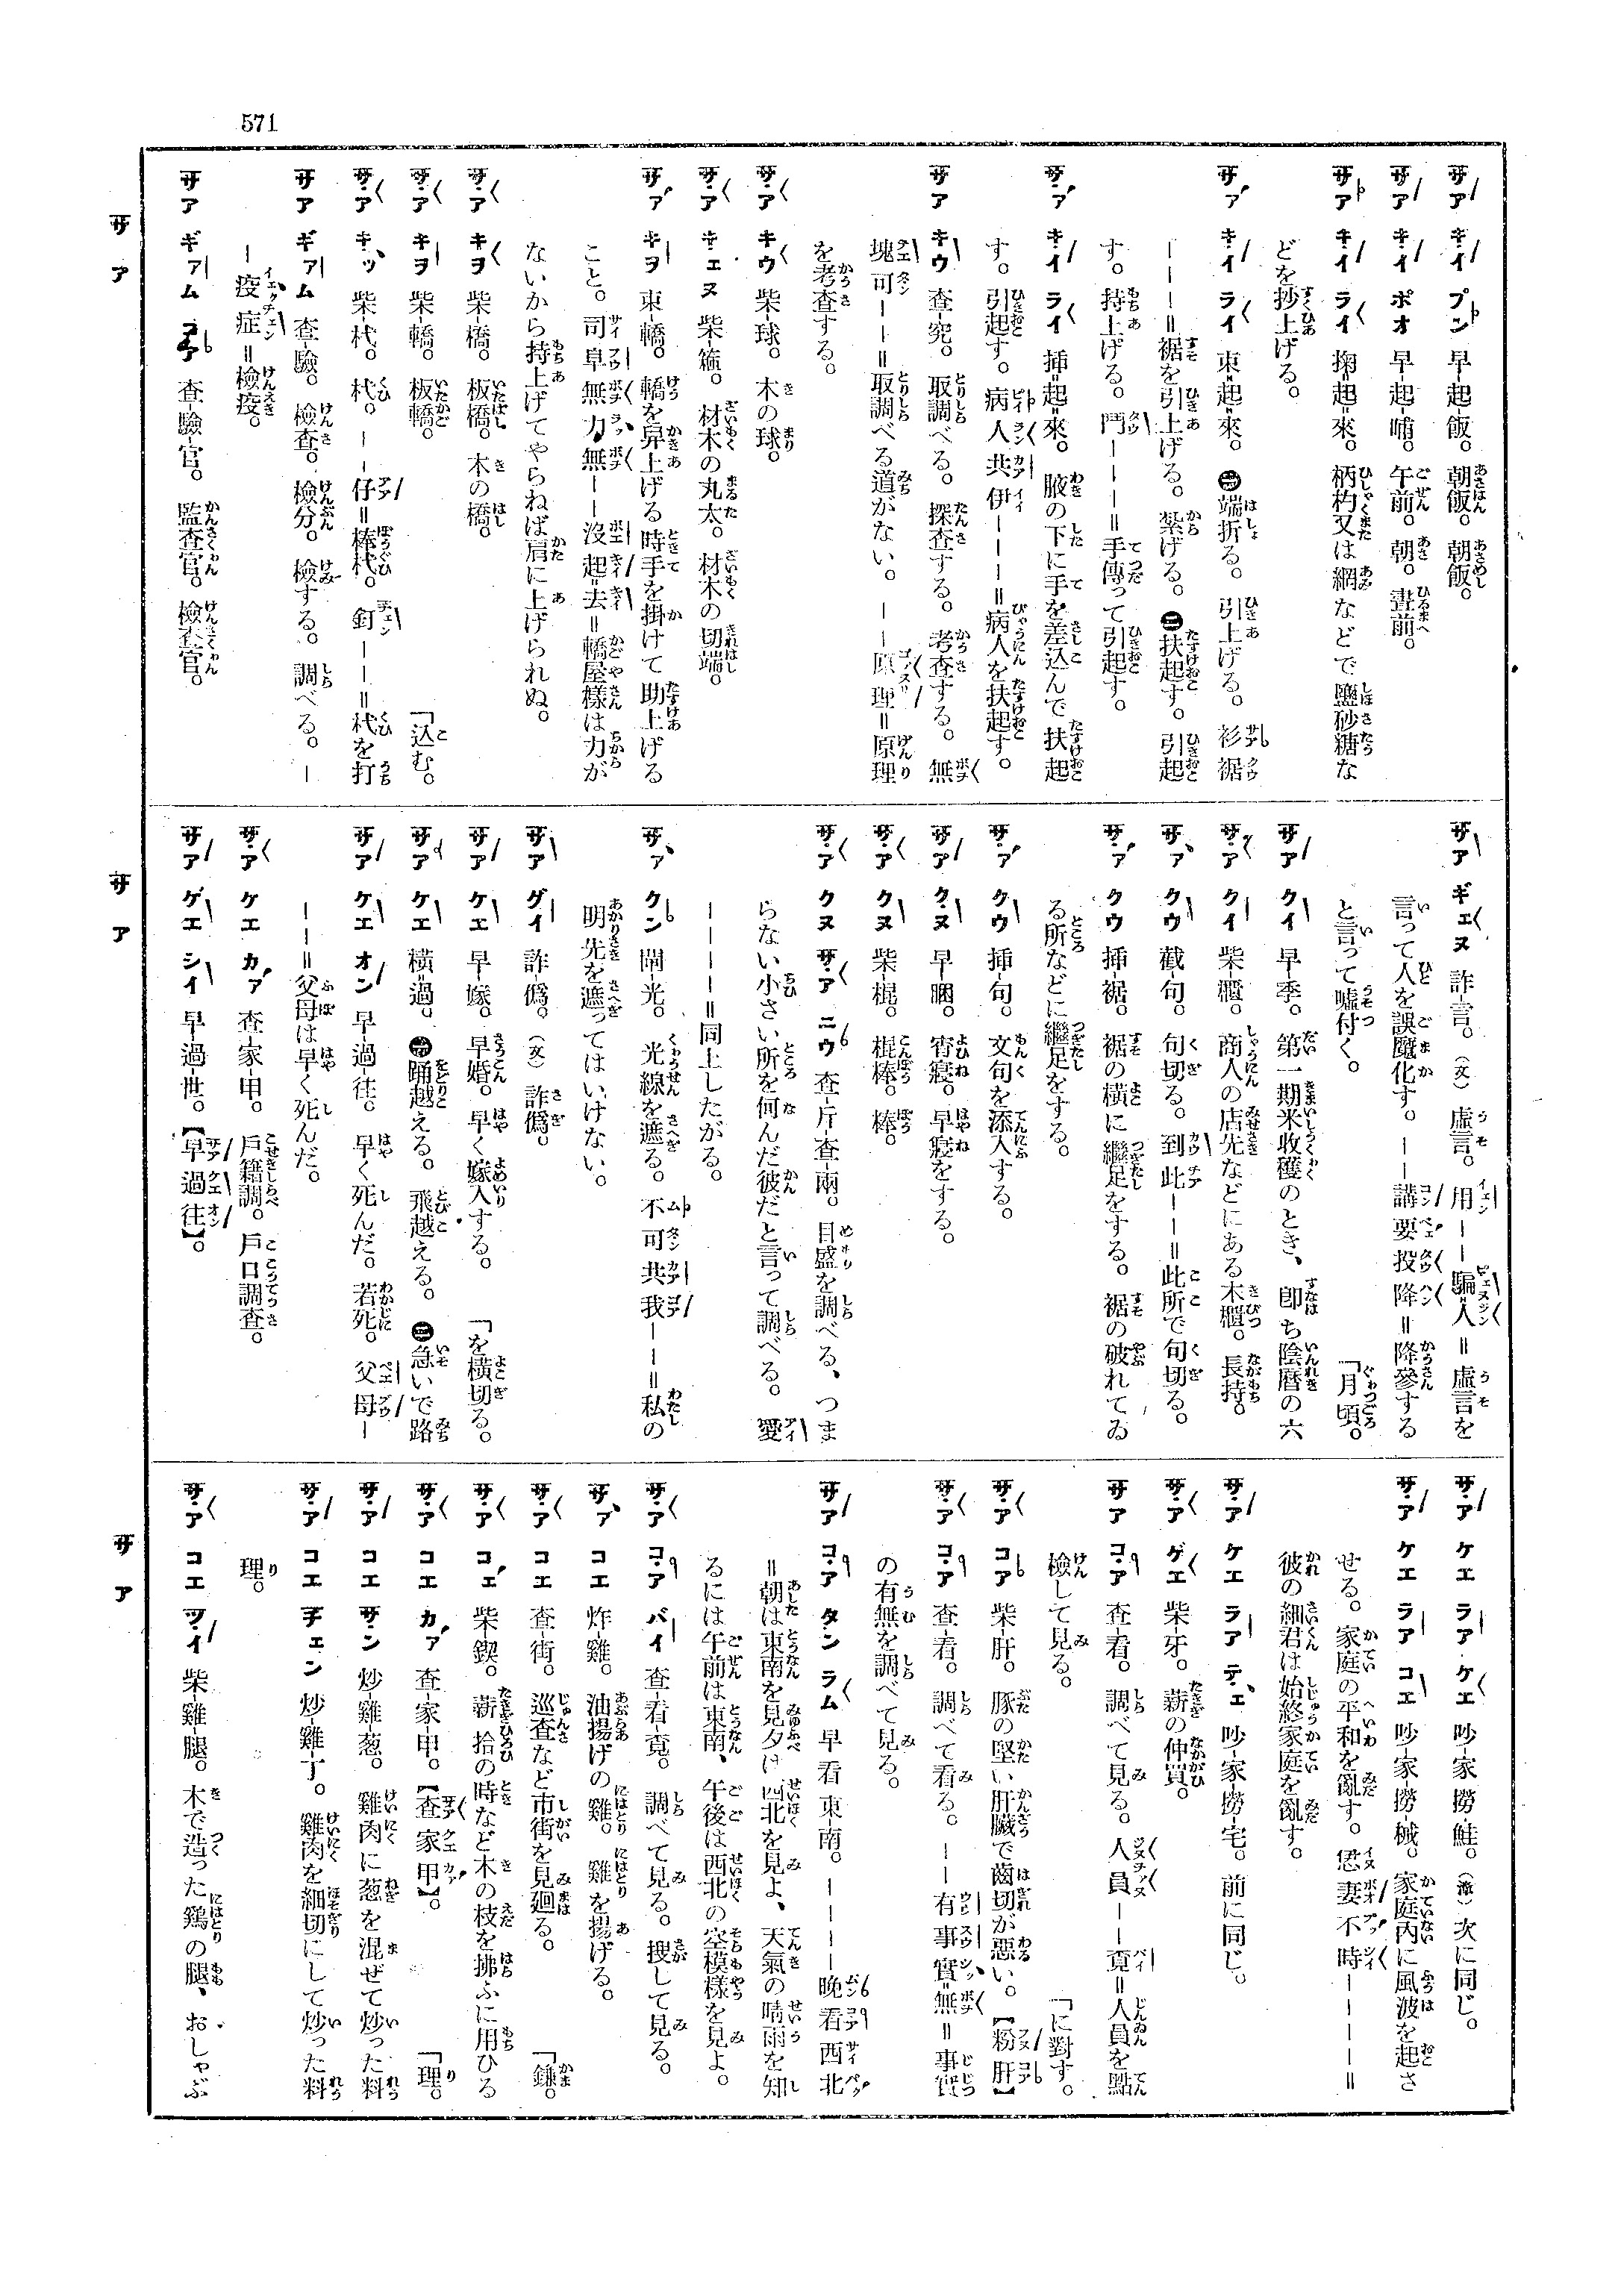 571
サア キイ プン 早-起-飯。 朝飯。 朝飯。
サア キイ ポオ 早-起-晡。 午前。 朝。 晝前。
サア キイ ライ 掬=起=來。 柄杓又は網などで鹽砂糖な
どを抄上げる。
サア キイ ライ 束=起=來。 ㊀端折る。 引上げる。 衫裾
ーーー=裾を引上げる。 紮げる。 ㊁扶起す。 引起
す。 持上げる。 鬥ーーー=手傳って引起す。
サア キイ ライ 插=起=來。 腋の下に手を差込んで扶起
す。 引起す。 病人共伊ーーー=病人を扶起す。
サア キウ 査-究。 取調べる。 探査する。 考査する。 無
塊可ーー=取調べる道がない。 ーー原理=原理
を考査する。
サア キウ 柴-球。 木の球。
サア キエヌ 柴-箍。 材木の丸太。 材木の切端。
サア キヲ 束-轎。 轎を舁上げる時手を掛けて助上げる
こと。 司阜無力無ーー沒起=去=轎屋樣は力が
ないから持上げてやらねば肩に上げられぬ。
サア キヲ 柴-橋。 板橋。 木の橋。
サア キヲ 柴-轎。 板轎。
サア キッ 柴-杙。 杙。 ーー仔=棒杙。 釘ーー=杙を打
「込む。
サア ギアム 査-驗。 檢査。 檢分。 檢する。 調べる。 ー
ー疫症=檢疫。
サア ギアム コア 査-驗-官。 監査官。 檢査官。
サア ギエヌ 詐-言。(文) 虛言。 用ーー騙=人=虛言を
言って人を誤魔化す。 ーー講要投降=降參する
と言って噓付く。
サア クイ 早-季。 第一期米收穫のとき、 卽ち陰曆の六
「月頃。
サア クイ 柴-櫃。 商人の店先などにある木櫃。 長持。
サア クウ 截-句。 句切る。 到此ーー=此所で句切る。
サア クウ 插-裾。 裾の横に繼足をする。 裾の破れてゐ
る所などに繼足をする。
サア クウ 插-句。 文句を添入する。
サア クヌ 早-睏。 宵寢。 早寢をする。
サア クヌ 柴-棍。 棍棒。 棒。
サア クヌ サア ニウ 査-斤-査-兩。 目盛を調べる、 つま
らない小さい所を何んだ彼だと言って調べる。 愛
ーーーー=同上したがる。
サア クン 閘-光。 光線を遮る。 不可共我ーー=私の
明先を遮ってはいけない。
サア グイ 詐-僞。(文) 詐僞。
サア ケエ 早-嫁。 早婚。 早く嫁入する。
サア ケエ 橫=過。 ㊀踊越える。 飛越える。 ㊁急いで路
「を橫切る。
サア ケエ オン 早-過-往。 早く死んだ。 若死。 父母ー
ーー=父母は早く死んだ。
サア ケエ カァ 査-家-甲。 戶籍調。 戶口調査。
サア ゲエ シイ 早-過-世。【早過往】。
サア ケエ ラア ケエ 吵-家-撈-鮭。(漳) 次に同じ。
サア ケエ ラア コエ 吵-家-撈-械。 家庭內に風波を起さ
せる。 家庭の平和を亂す。 㤇妻不時ーーーー=
彼の細君は始終家庭を亂す。
サア ケエ ラア テェ 吵-家-撈-宅。 前に同じ。
サア ゲエ 柴-牙。 薪の仲買。
サア コア 査-看。 調べて見る。 人員ーー覔=人員を點
檢して見る。
サア コア 柴-肝。 豚の堅い肝臟で齒切が惡い。【粉肝】
「に對す。
サア コア 査-看。 調べて看る。 ーー有事實=無=事實
の有無を調べて見る。
サア コア タン ラム 早看東-南。 ーーーー晚看西北
=朝は東南を見夕は西北を見よ、 天氣の晴雨を知
るには午前は東南、 午後は西北の空模樣を見よ。
サア コア バイ 査-看-覔。 調べて見る。 搜して見る。
サア コエ 炸-雞。 油揚げの雞。 雞を揚げる。
サア コエ 査-街。 巡査など市街を見廻る。
サア コェ 柴-鍥。 薪拾の時など木の枝を拂ふに用ひる
「鎌。
サア コエ カァ 査-家-甲。【査家甲】。
サア コエ サン 炒-雞-葱。 雞肉に葱を混ぜて炒った料
「理。
サア コエ チェン 炒-雞-丁。 雞肉を細切にして炒った料
理。
サア コエ ツイ 柴-雞-腿。 木で造った鷄の腿、 おしゃぶ
サ ア
サ ア
サ ア